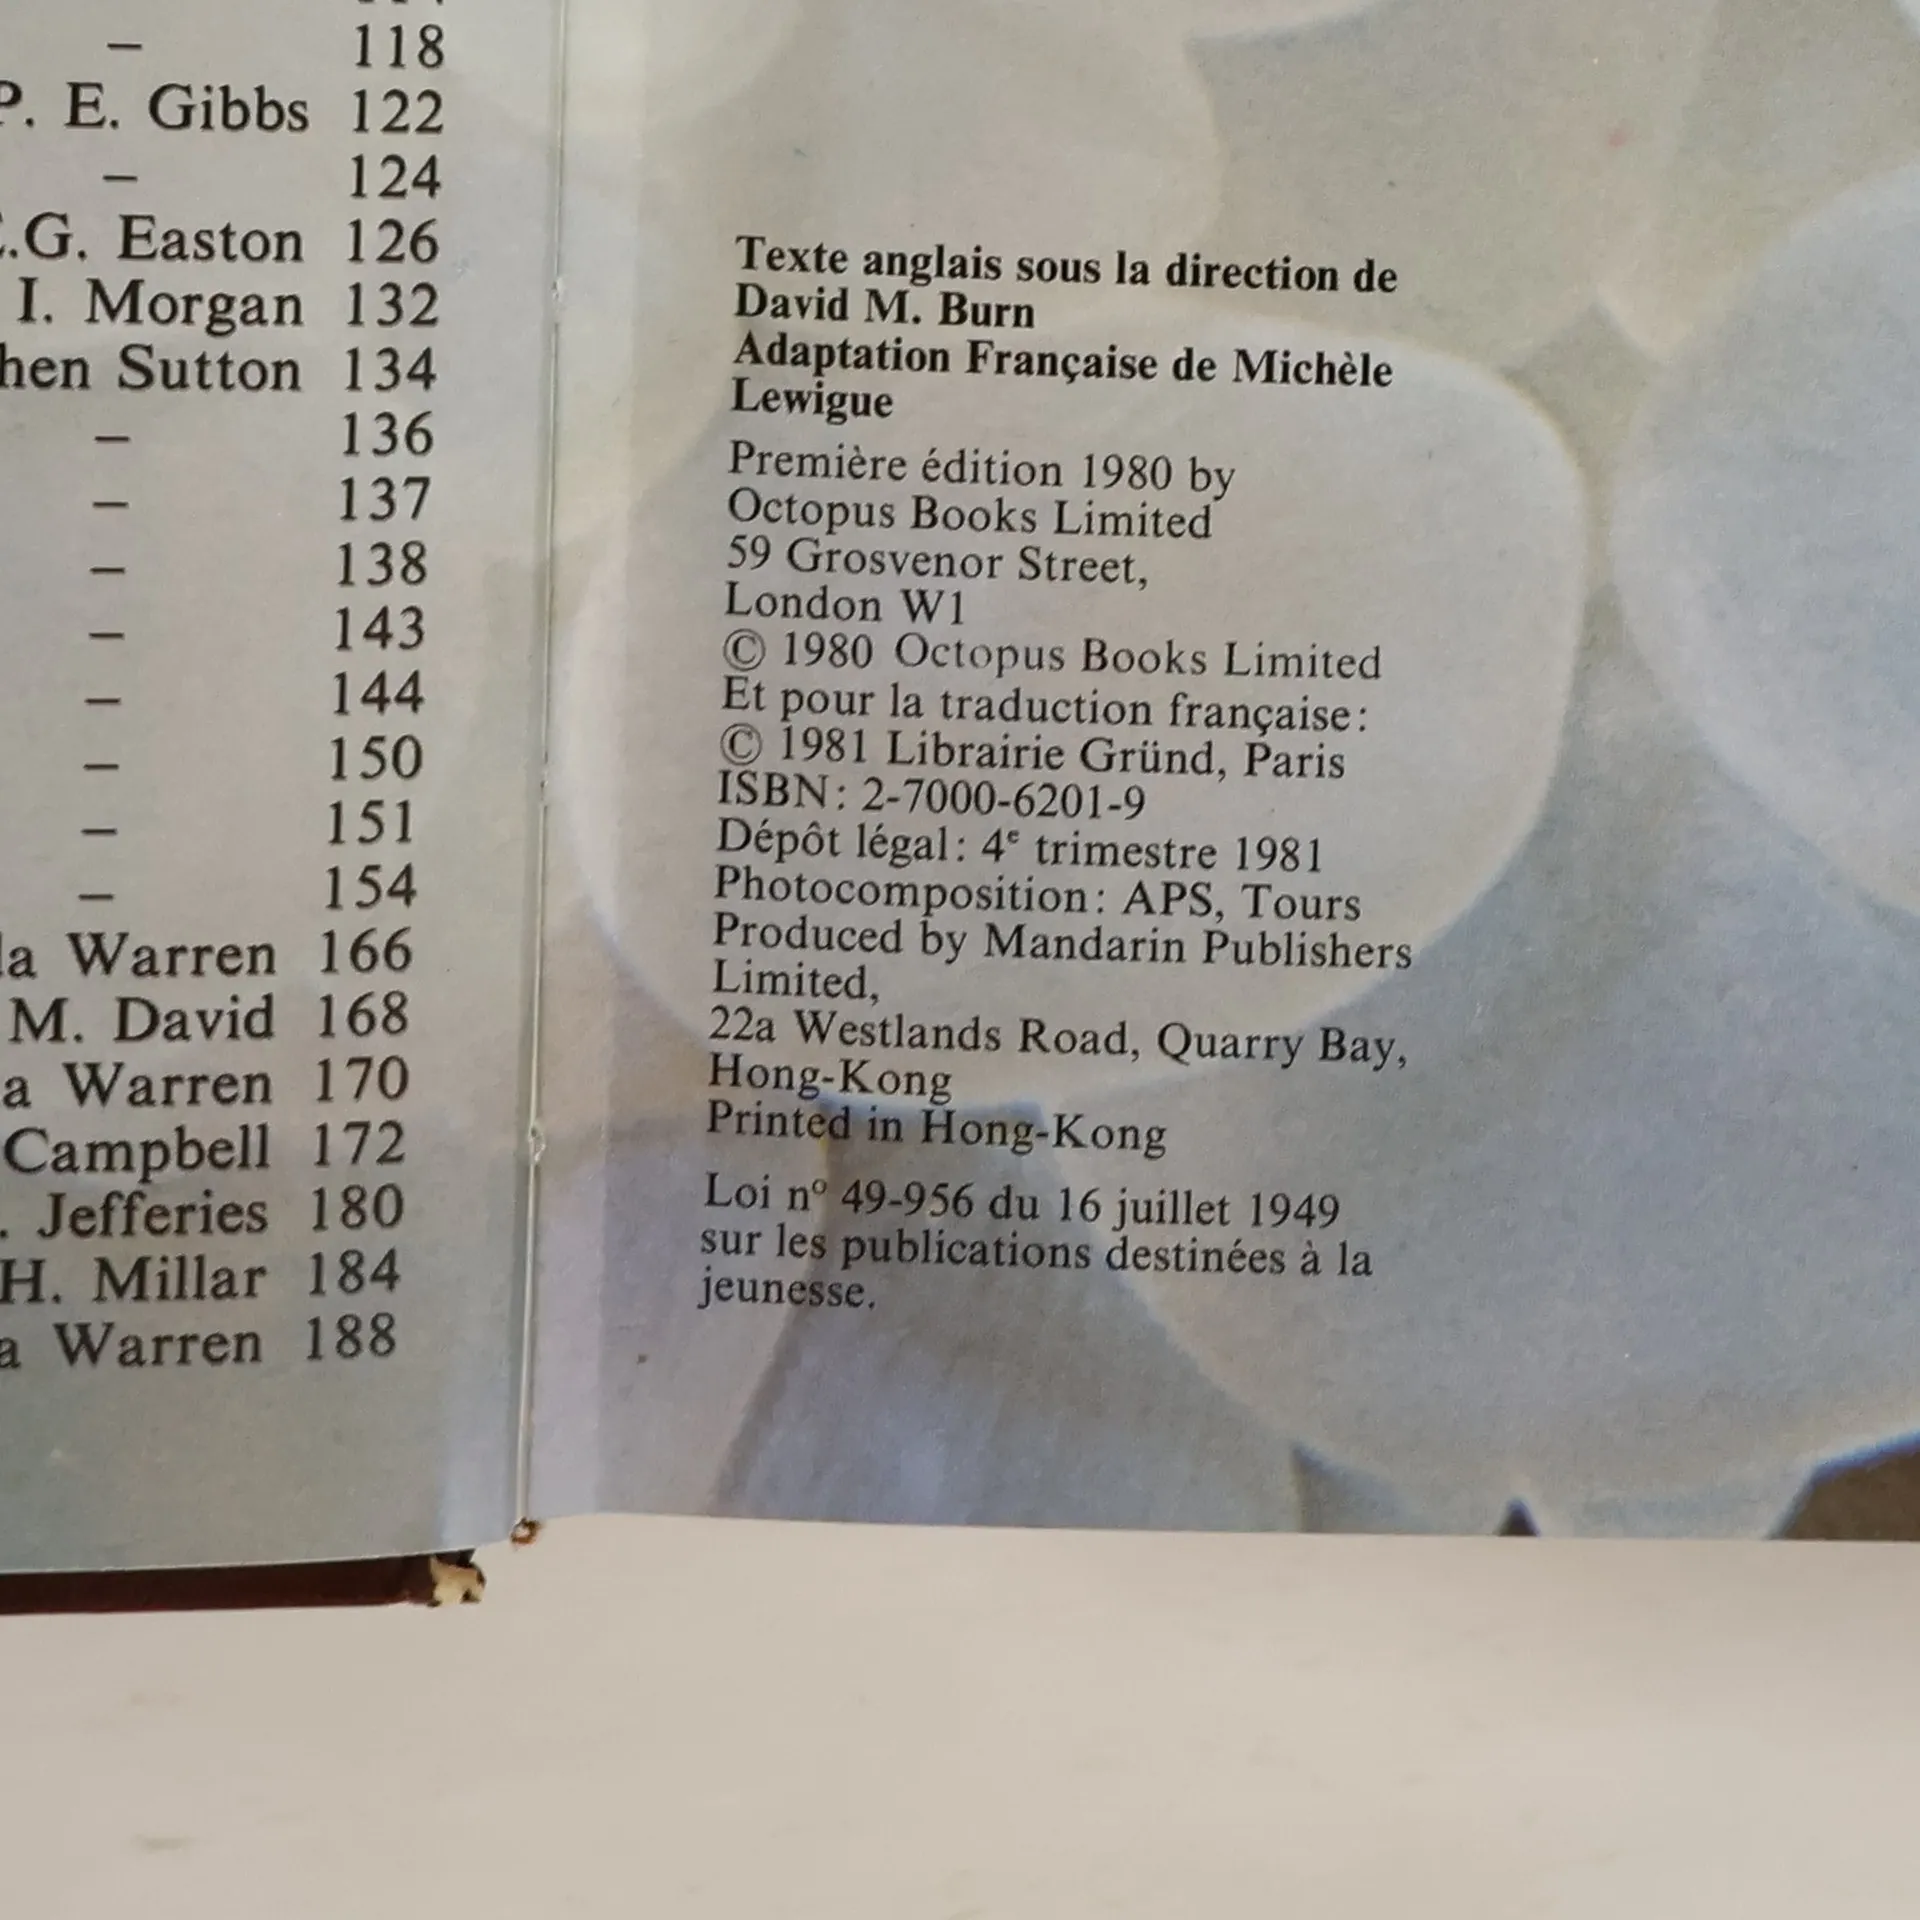 – 118
P. E. Gibbs 122
– 124
.G. Easton 126
I. Morgan 132
hen Sutton 134
– 136
– 137
– 138
– 143
– 144
– 150
– 151
– 154
la Warren 166
M. David 168
a Warren 170
Campbell 172
. Jefferies 180
H. Millar 184
a Warren 188
Texte anglais sous la direction de
David M. Burn
Adaptation Française de Michèle
Lewigue
Première édition 1980 by
Octopus Books Limited
59 Grosvenor Street,
London W1
© 1980 Octopus Books Limited
Et pour la traduction française:
© 1981 Librairie Gründ, Paris
ISBN: 2-7000-6201-9
Dépôt légal: 4e trimestre 1981
Photocomposition: APS, Tours
Produced by Mandarin Publishers
Limited,
22a Westlands Road, Quarry Bay,
Hong-Kong
Printed in Hong-Kong
Loi nº 49-956 du 16 juillet 1949
sur les publications destinées à la
jeunesse.